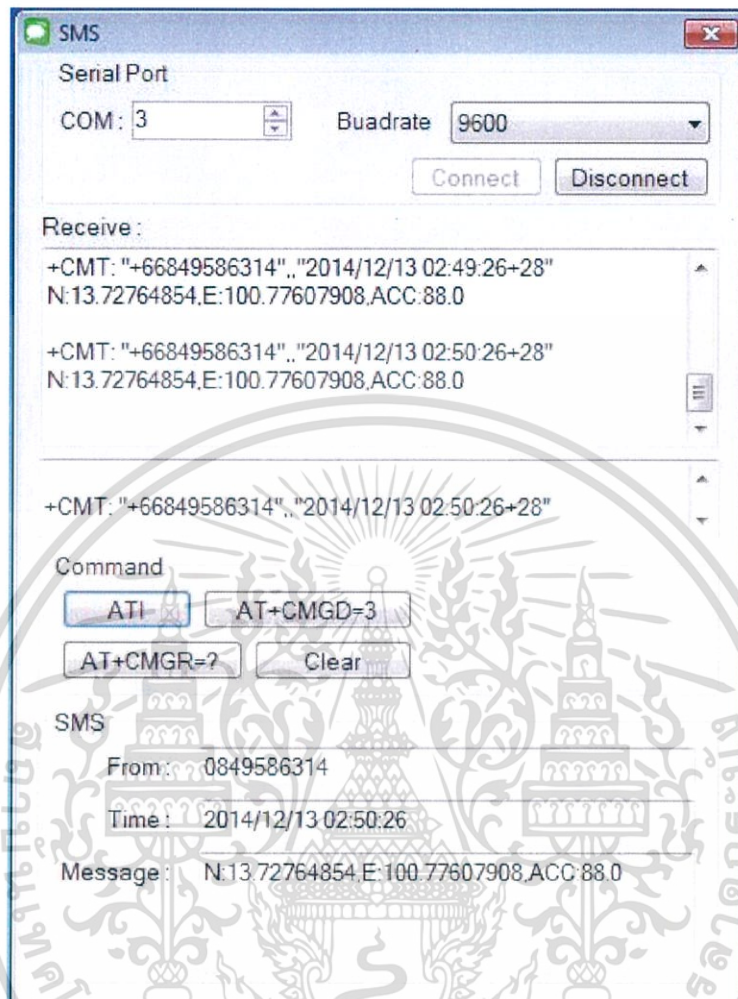 SMS
Serial Port
COM : 3
Buadrate 9600
Connect Disconnect
Receive :
+CMT: "+66849586314",,"2014/12/13 02:49:26+28"
N:13.72764854,E:100.77607908,ACC:88.0
+CMT: "+66849586314",,"2014/12/13 02:50:26+28"
N:13.72764854,E:100.77607908,ACC:88.0
+CMT: "+66849586314",,"2014/12/13 02:50:26+28"
Command
ATI AT+CMGD=3
AT+CMGR=? Clear
SMS
From : 0849586314
Time : 2014/12/13 02:50:26
Message : N:13.72764854,E:100.77607908,ACC:88.0